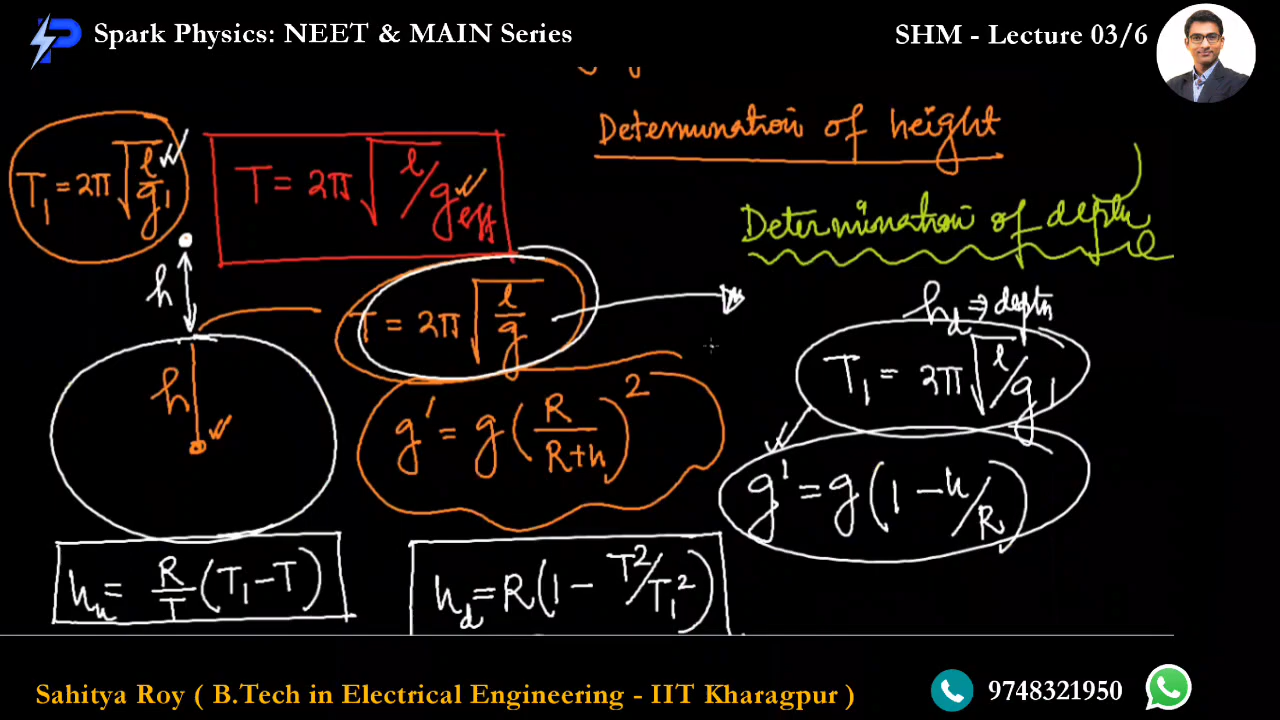 Spark Physics: NEET & MAIN Series
SHM - Lecture 03/6
Determination of height
T₁ = 2π√(l/g₁)
T = 2π√(l/g_eff)
Determination of depth
h
h_d ⇒ depth
T = 2π√(l/g)
T₁ = 2π√(l/g₁)
h
g' = g(R/(R+h))²
g' = g(1 - h/R)
h_h = R/T (T₁ - T)
h_d = R(1 - T²/T₁²)
Sahitya Roy ( B.Tech in Electrical Engineering - IIT Kharagpur )
9748321950